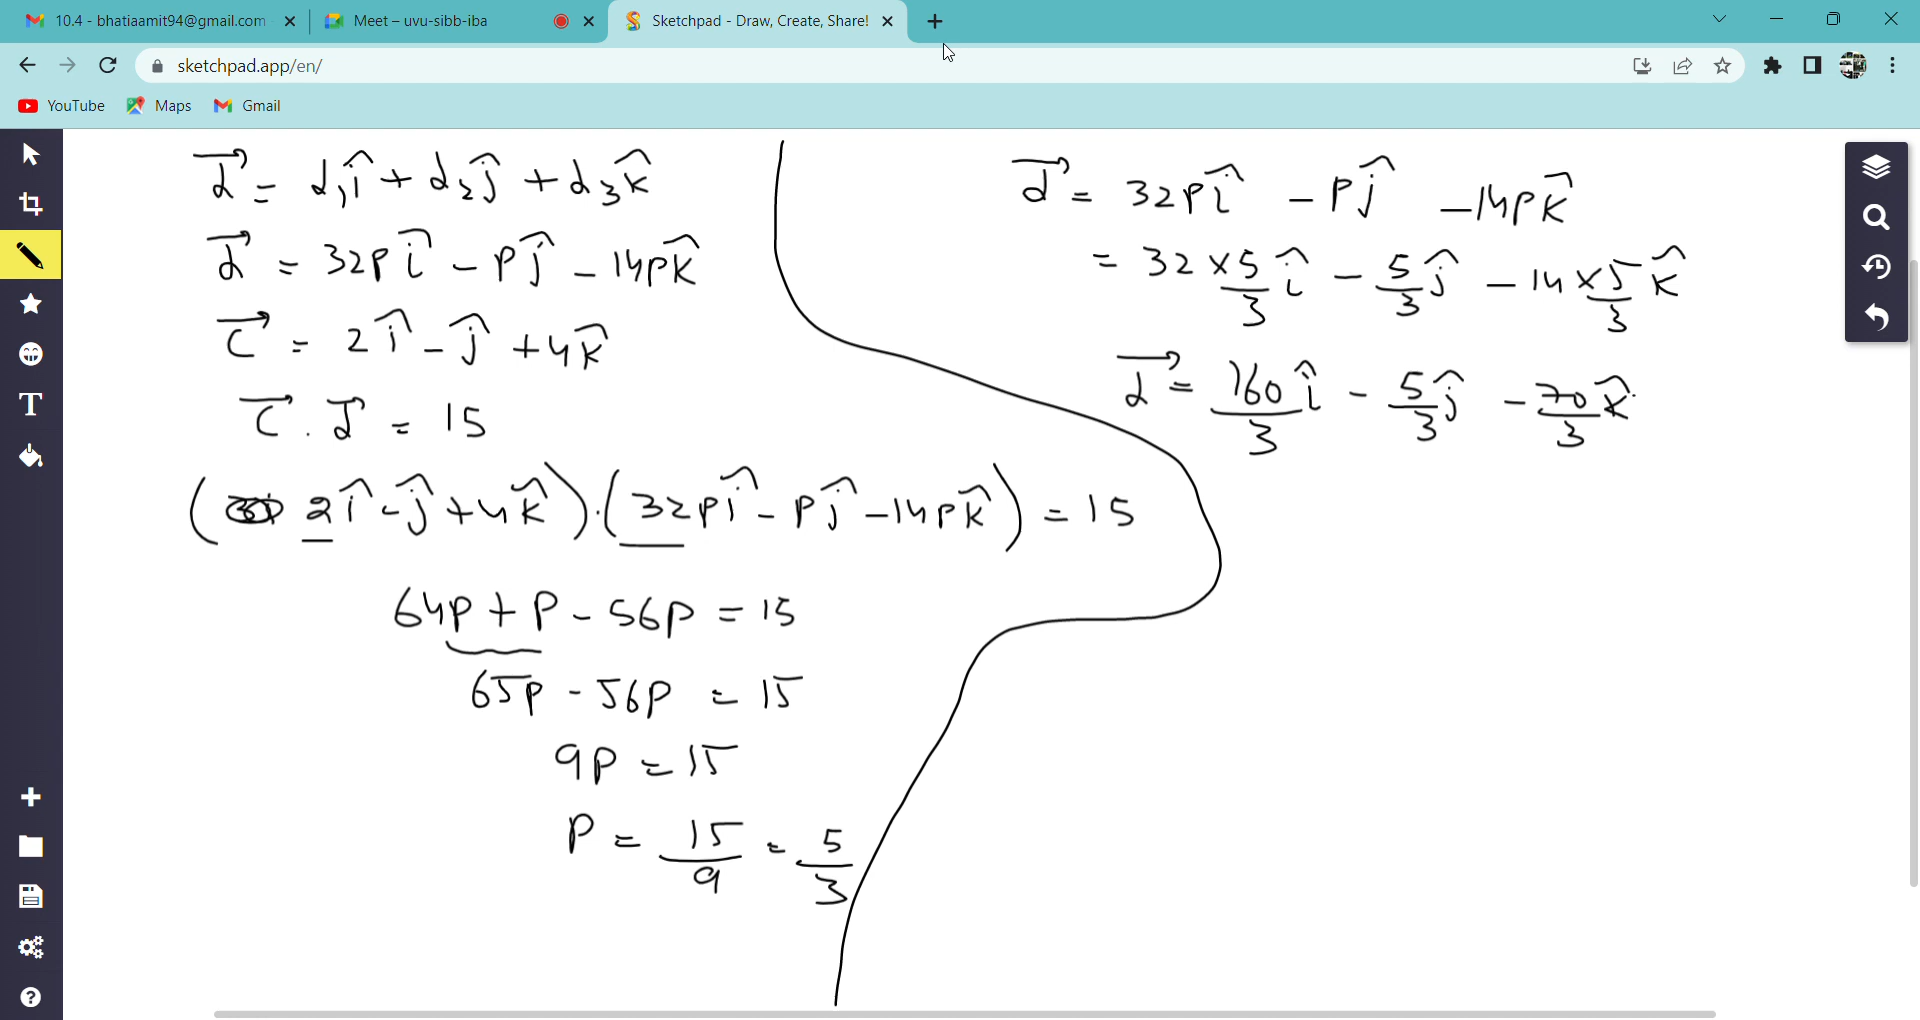 10.4 - bhatiaamit94@gmail.com
Meet – uvu-sibb-iba
Sketchpad - Draw, Create, Share!
sketchpad.app/en/
YouTube
Maps
Gmail
T
d⃗ = d₁î + d₂ĵ + d₃k̂
d⃗ = 32pî - pĵ - 14pk̂
c⃗ = 2î - ĵ + 4k̂
c⃗ . d⃗ = 15
( 2î - ĵ + 4k̂ ) . ( 32pî - pĵ - 14pk̂ ) = 15
64p + p - 56p = 15
65p - 56p = 15
9p = 15
p = 15/9 = 5/3
d⃗ = 32pî - pĵ - 14pk̂
= 32 × 5/3 î - 5/3 ĵ - 14 × 5/3 k̂
d⃗ = 160/3 î - 5/3 ĵ - 70/3 k̂